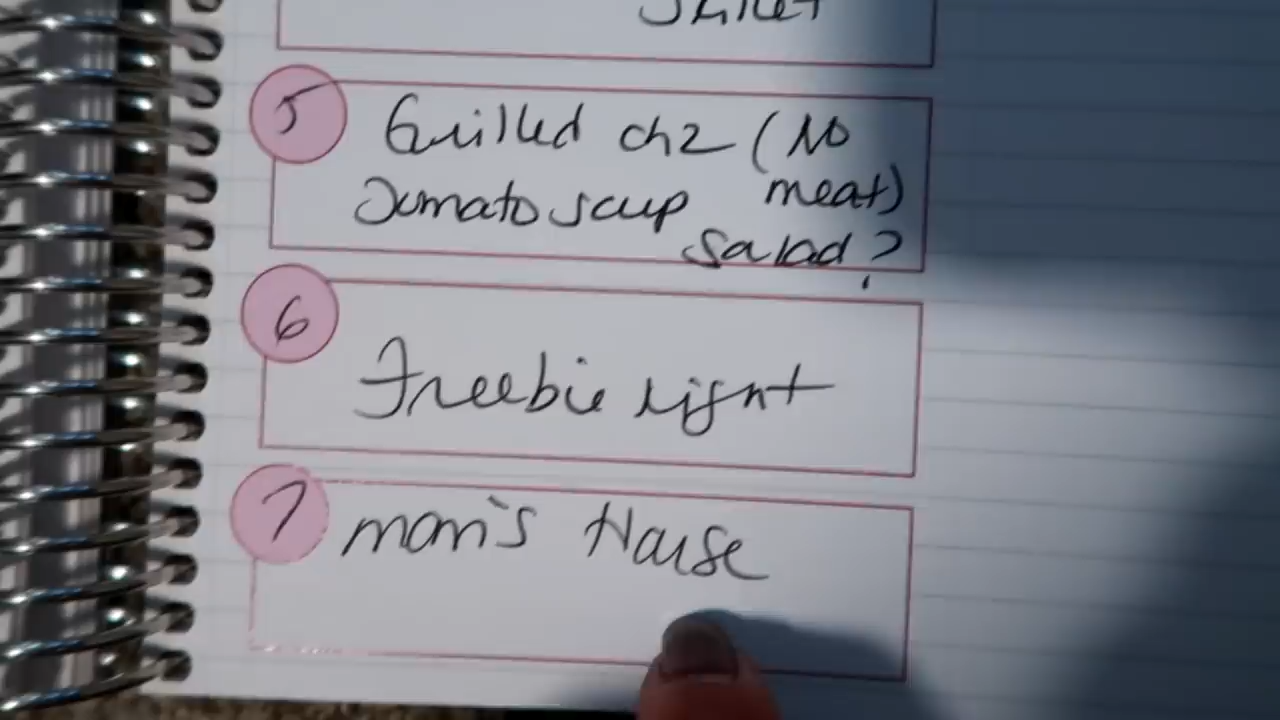 5 Grilled chz (No
meat)
Tomato soup
salad?
6
Freebie night
7 mom's House